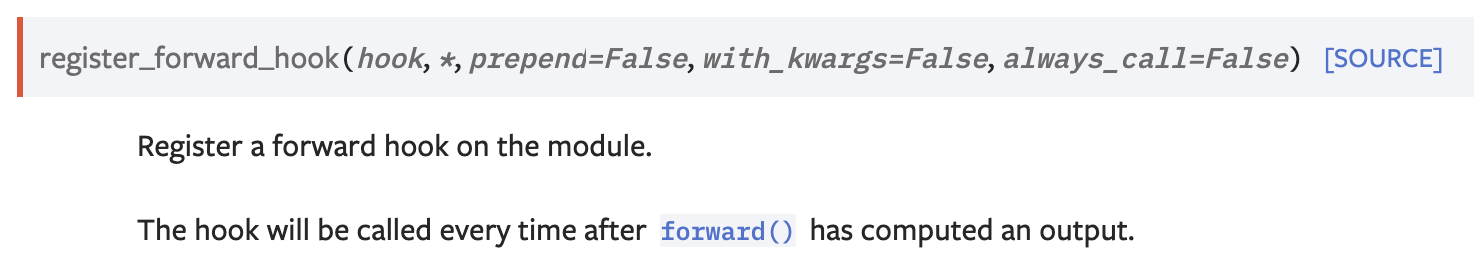 register_forward_hook(hook, *, prepend=False, with_kwargs=False, always_call=False) [SOURCE]
Register a forward hook on the module.
The hook will be called every time after forward() has computed an output.